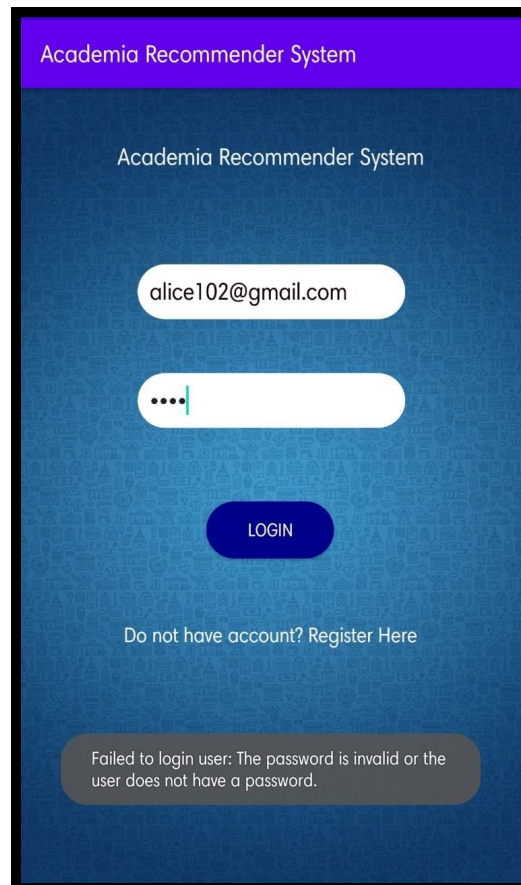 Academia Recommender System
Academia Recommender System
alice102@gmail.com
••••
LOGIN
Do not have account? Register Here
Failed to login user: The password is invalid or the
user does not have a password.